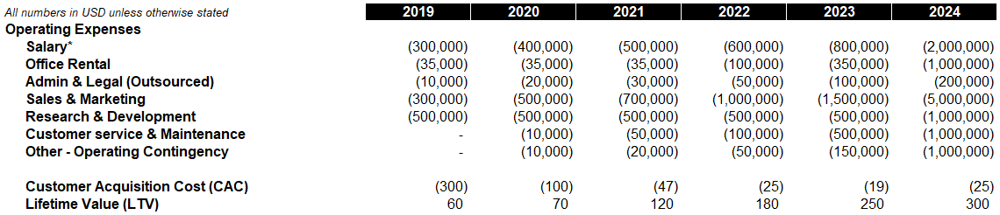 All numbers in USD unless otherwise stated 2019 2020 2021 2022 2023 2024
Operating Expenses
Salary* (300,000) (400,000) (500,000) (600,000) (800,000) (2,000,000)
Office Rental (35,000) (35,000) (35,000) (100,000) (350,000) (1,000,000)
Admin & Legal (Outsourced) (10,000) (20,000) (30,000) (50,000) (100,000) (200,000)
Sales & Marketing (300,000) (500,000) (700,000) (1,000,000) (1,500,000) (5,000,000)
Research & Development (500,000) (500,000) (500,000) (500,000) (500,000) (1,000,000)
Customer service & Maintenance - (10,000) (50,000) (100,000) (500,000) (1,000,000)
Other - Operating Contingency - (10,000) (20,000) (50,000) (150,000) (1,000,000)
Customer Acquisition Cost (CAC) (300) (100) (47) (25) (19) (25)
Lifetime Value (LTV) 60 70 120 180 250 300